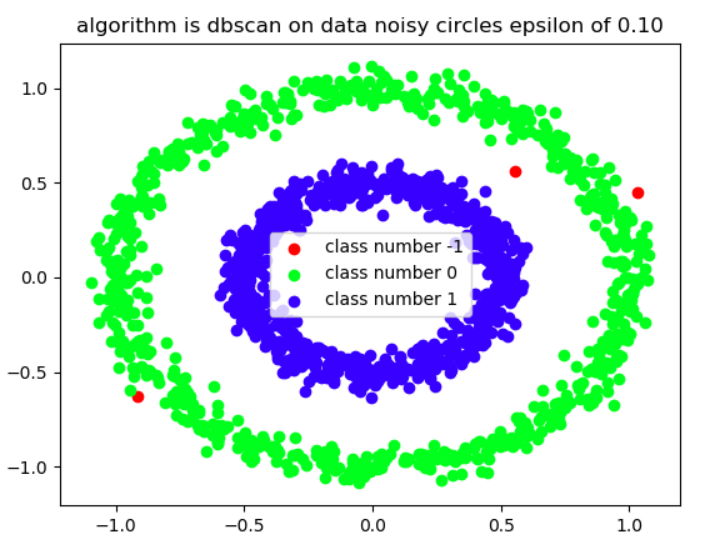 algorithm is dbscan on data noisy circles epsilon of 0.10
1.0
0.5
0.0
−0.5
−1.0
class number -1
class number 0
class number 1
−1.0 −0.5 0.0 0.5 1.0